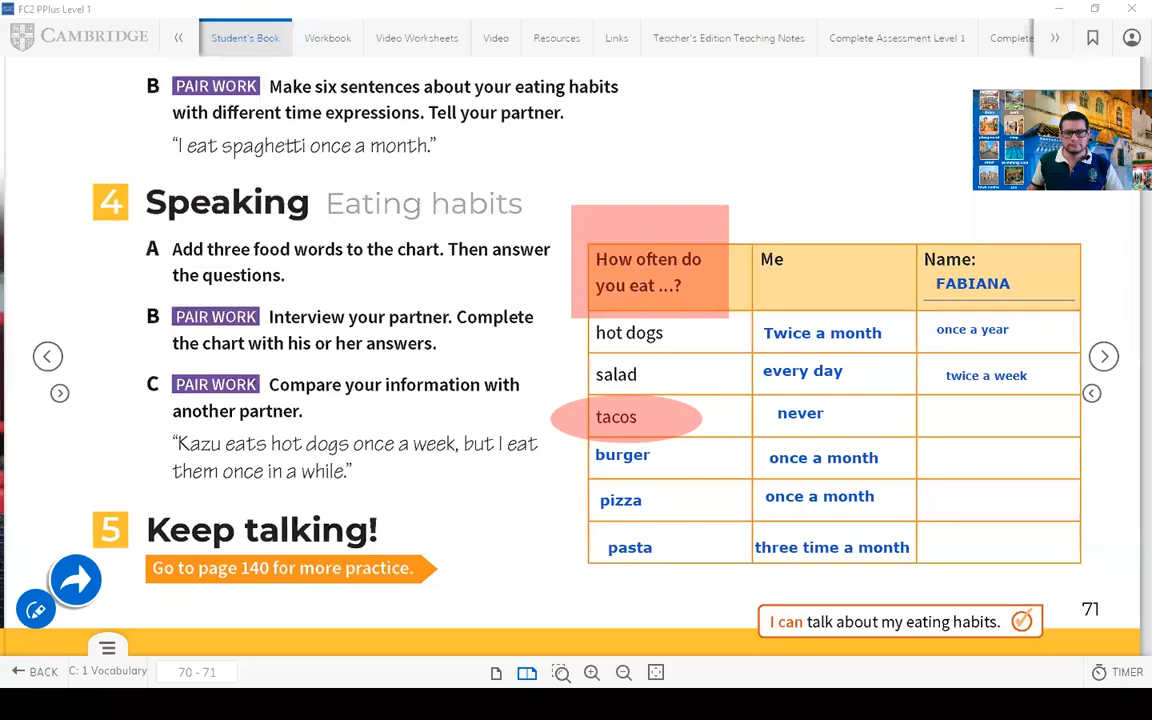 FC2 PPlus Level 1
CAMBRIDGE
Student's Book
Workbook
Video Worksheets
Video
Resources
Links
Teacher's Edition Teaching Notes
Complete Assessment Level 1
Complete
B PAIR WORK Make six sentences about your eating habits
with different time expressions. Tell your partner.
“I eat spaghetti once a month.”
4 Speaking Eating habits
A Add three food words to the chart. Then answer
the questions.
B PAIR WORK Interview your partner. Complete
the chart with his or her answers.
C PAIR WORK Compare your information with
another partner.
“Kazu eats hot dogs once a week, but I eat
them once in a while.”
5 Keep talking!
Go to page 140 for more practice.
How often do
you eat ...?
Me
Name:
FABIANA
hot dogs Twice a month once a year
salad every day twice a week
tacos never
burger once a month
pizza once a month
pasta three time a month
71
I can talk about my eating habits.
BACK
C: 1 Vocabulary
70 - 71
TIMER